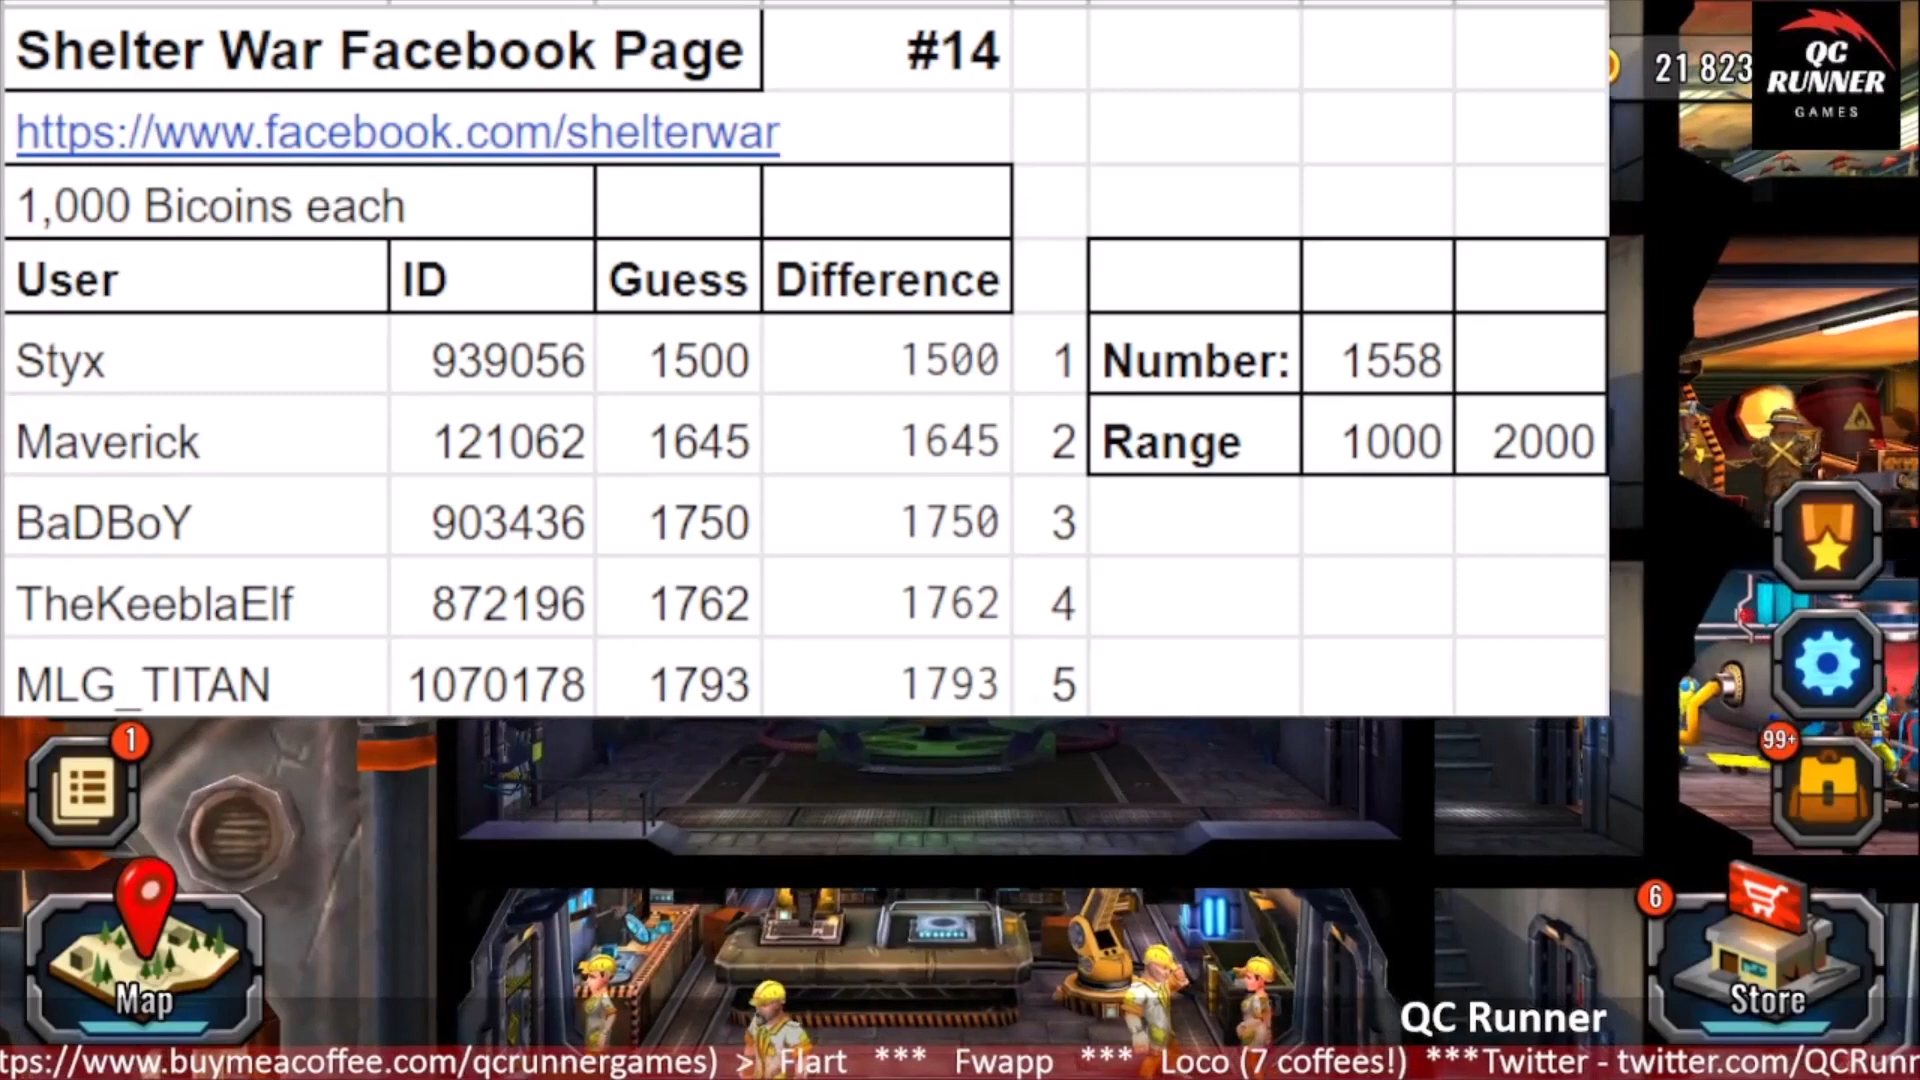 Shelter War Facebook Page #14
https://www.facebook.com/shelterwar
1,000 Bicoins each
User ID Guess Difference
Styx 939056 1500 1500 1 Number: 1558
Maverick 121062 1645 1645 2 Range 1000 2000
BaDBoY 903436 1750 1750 3
TheKeeblaElf 872196 1762 1762 4
MLG_TITAN 1070178 1793 1793 5
21 823
QC
RUNNER
GAMES
1
99+
6
Map
Store
QC Runner
tps://www.buymeacoffee.com/qcrunnergames) > Flart *** Fwapp *** Loco (7 coffees!) ***Twitter - twitter.com/QCRunr